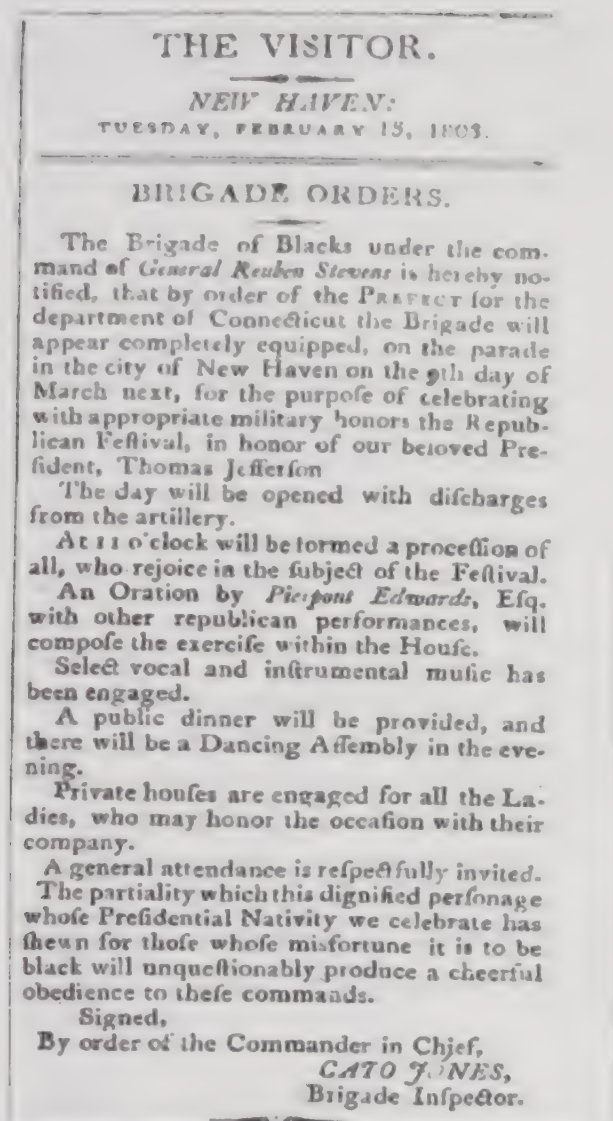 THE VISITOR.
NEW HAVEN:
TUESDAY, FEBRUARY 15, 1803.
BRIGADE ORDERS.
The Brigade of Blacks under the com-
mand of General Reuben Stevens is hereby no-
tified, that by order of the PREFECT for the
department of Connecticut the Brigade will
appear completely equipped, on the parade
in the city of New Haven on the 9th day of
March next, for the purpoſe of celebrating
with appropriate military honors the Repub-
lican Feſtival, in honor of our beloved Pre-
ſident, Thomas Jefferſon
The day will be opened with diſcharges
from the artillery.
At 11 o'clock will be formed a proceſſion of
all, who rejoice in the ſubject of the Feſtival.
An Oration by Pierpont Edwards, Eſq.
with other republican performances, will
compoſe the exerciſe within the Houſe.
Select vocal and inſtrumental muſic has
been engaged.
A public dinner will be provided, and
there will be a Dancing Aſſembly in the eve-
ning.
Private houſes are engaged for all the La-
dies, who may honor the occaſion with their
company.
A general attendance is reſpectfully invited.
The partiality which this dignified perſonage
whoſe Preſidential Nativity we celebrate has
ſhewn for thoſe whoſe misfortune it is to be
black will unqueſtionably produce a cheerful
obedience to theſe commands.
Signed,
By order of the Commander in Chjef,
CATO JONES,
Brigade Inſpector.